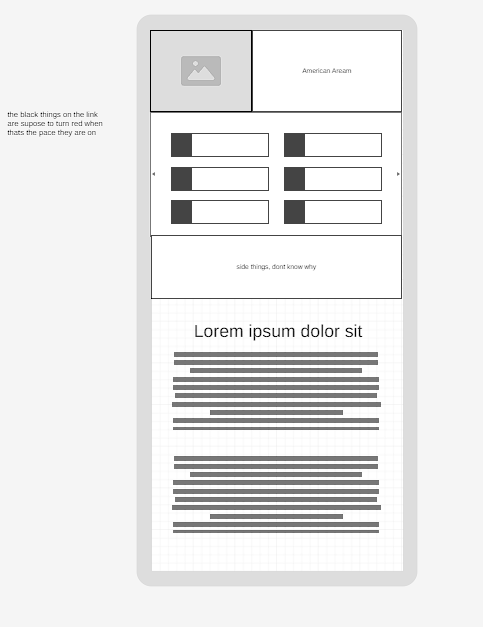 American Aream
the black things on the link
are supose to turn red when
thats the pace they are on
side things, dont know why
Lorem ipsum dolor sit